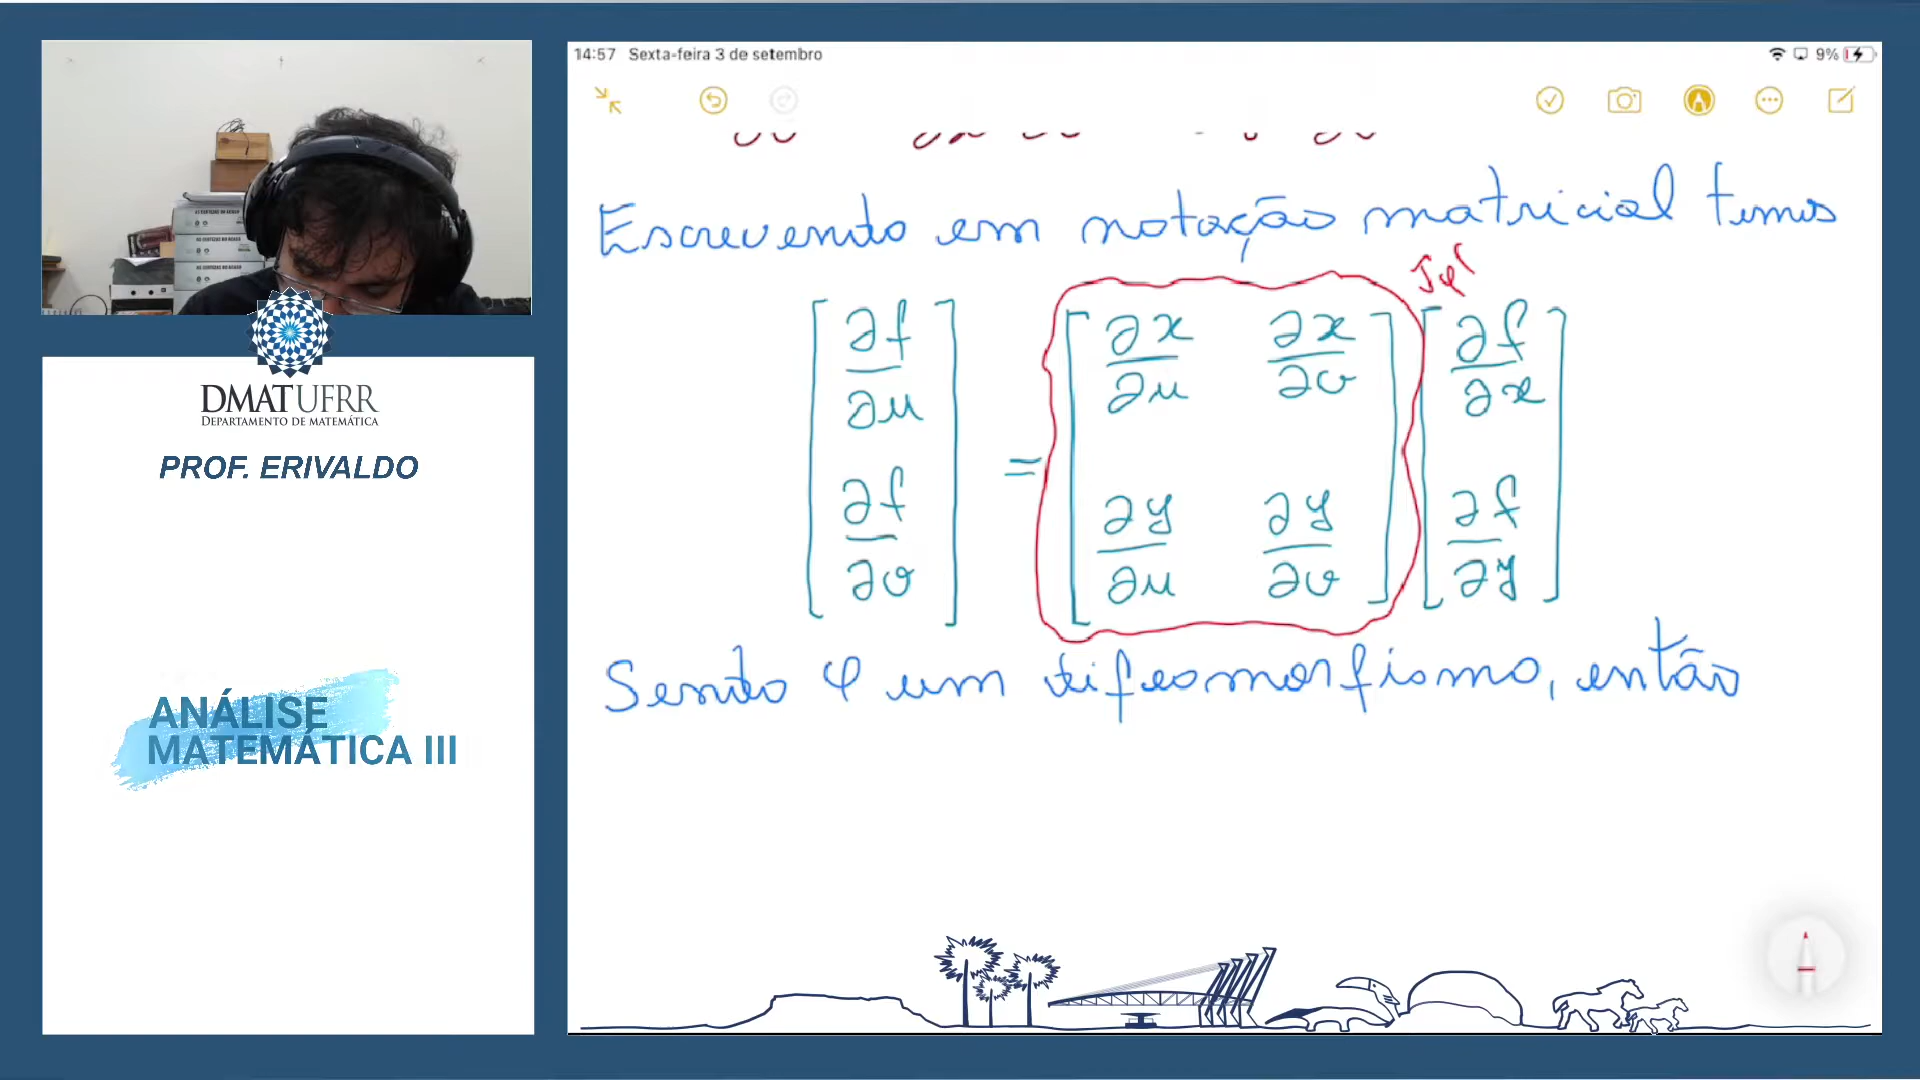 14:57 Sexta-feira 3 de setembro
9%
Escrevendo em notação matricial temos
∂f ∂x ∂x ∂f
∂u ∂u ∂v ∂x
=
∂f ∂y ∂y ∂f
∂v ∂u ∂v ∂y
Sendo φ um difeomorfismo, então
DMATUFRR
DEPARTAMENTO DE MATEMÁTICA
PROF. ERIVALDO
ANÁLISE
MATEMÁTICA III